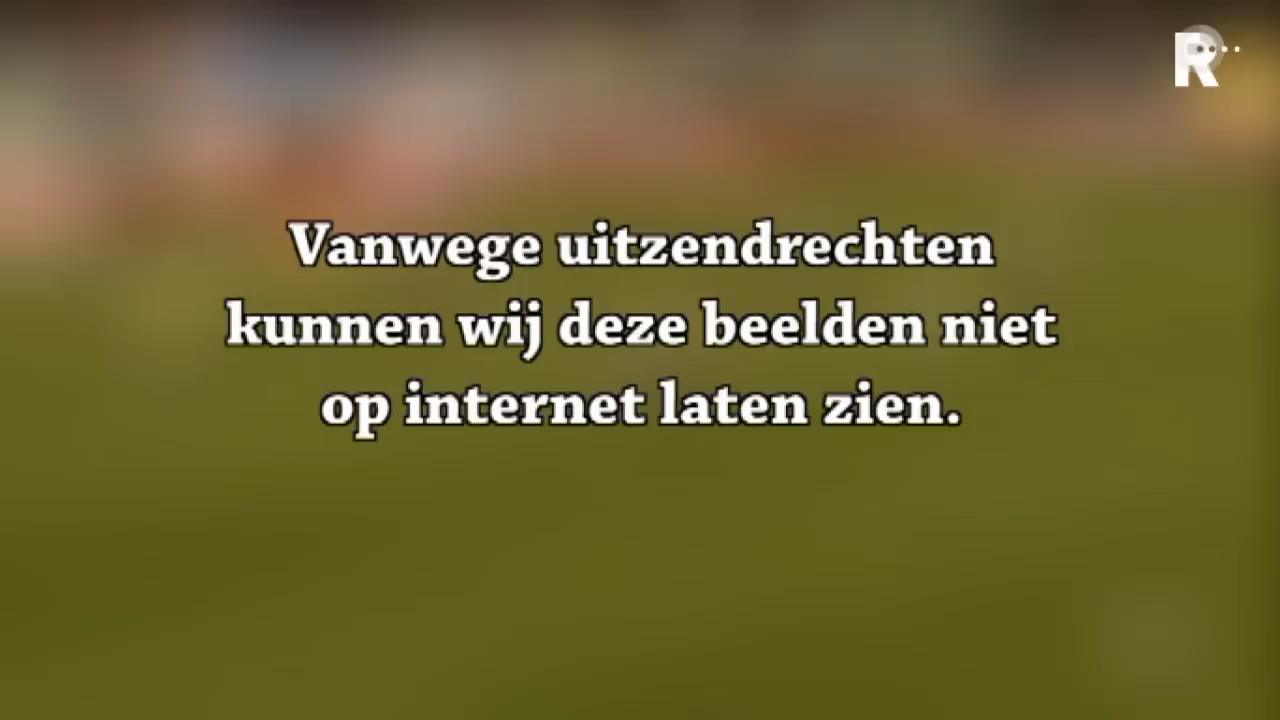 R
Vanwege uitzendrechten
kunnen wij deze beelden niet
op internet laten zien.